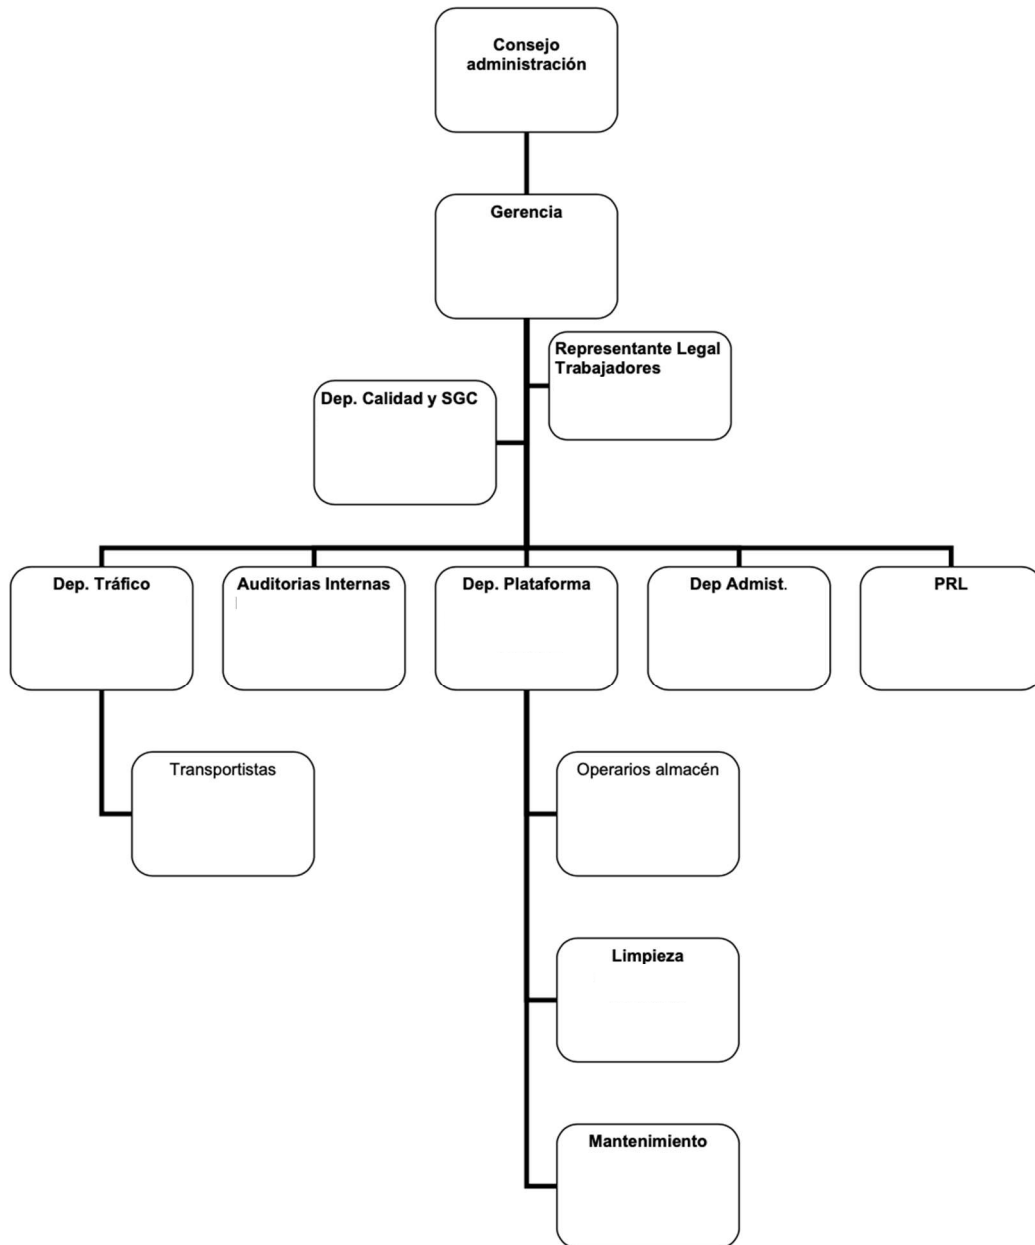 Consejo
administración
Gerencia
Representante Legal
Trabajadores
Dep. Calidad y SGC
Dep. Tráfico
Auditorias Internas
Dep. Plataforma
Dep Admist.
PRL
Transportistas
Operarios almacén
Limpieza
Mantenimiento